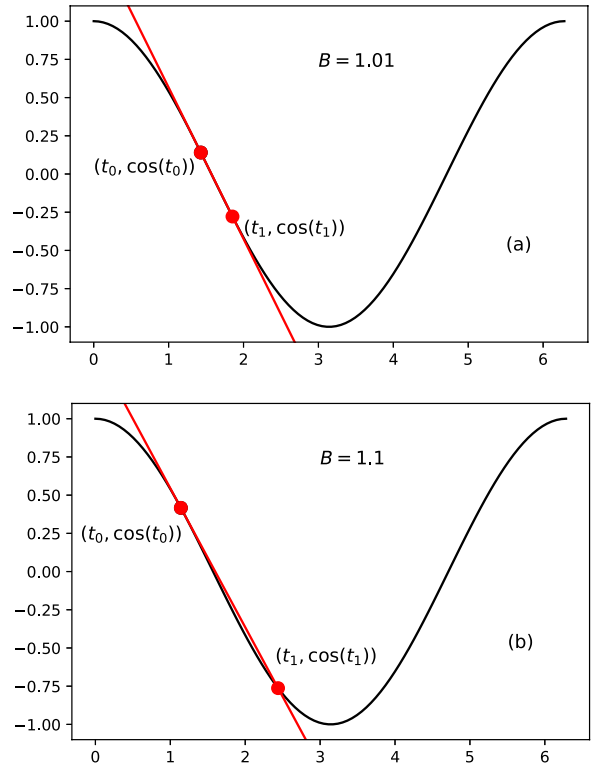 1.00
0.75
0.50
0.25
0.00
−0.25
−0.50
−0.75
−1.00
B = 1.01
(t₀, cos(t₀))
(t₁, cos(t₁))
(a)
0 1 2 3 4 5 6
1.00
0.75
0.50
0.25
0.00
−0.25
−0.50
−0.75
−1.00
B = 1.1
(t₀, cos(t₀))
(t₁, cos(t₁))
(b)
0 1 2 3 4 5 6